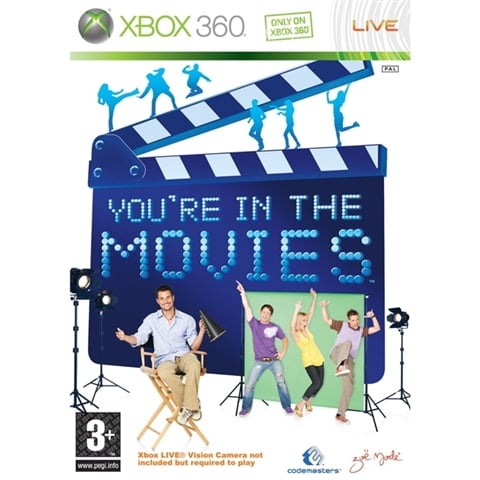 XBOX 360.
ONLY ON
XBOX 360
LIVE
PAL
YOU'RE IN THE
MOVIES
TM
3+
www.pegi.info
Xbox LIVE® Vision Camera not
included but required to play
codemasters®
zoë mode